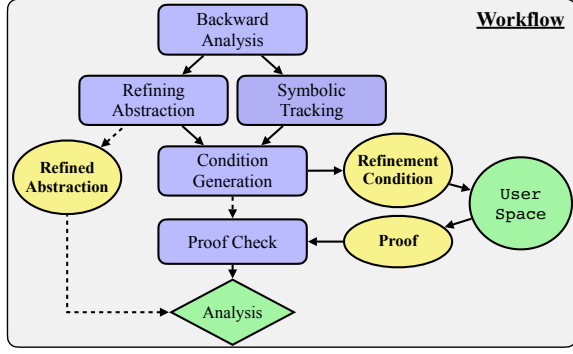 Workflow
Backward
Analysis
Refining
Abstraction
Symbolic
Tracking
Refined
Abstraction
Condition
Generation
Refinement
Condition
User
Space
Proof Check
Proof
Analysis